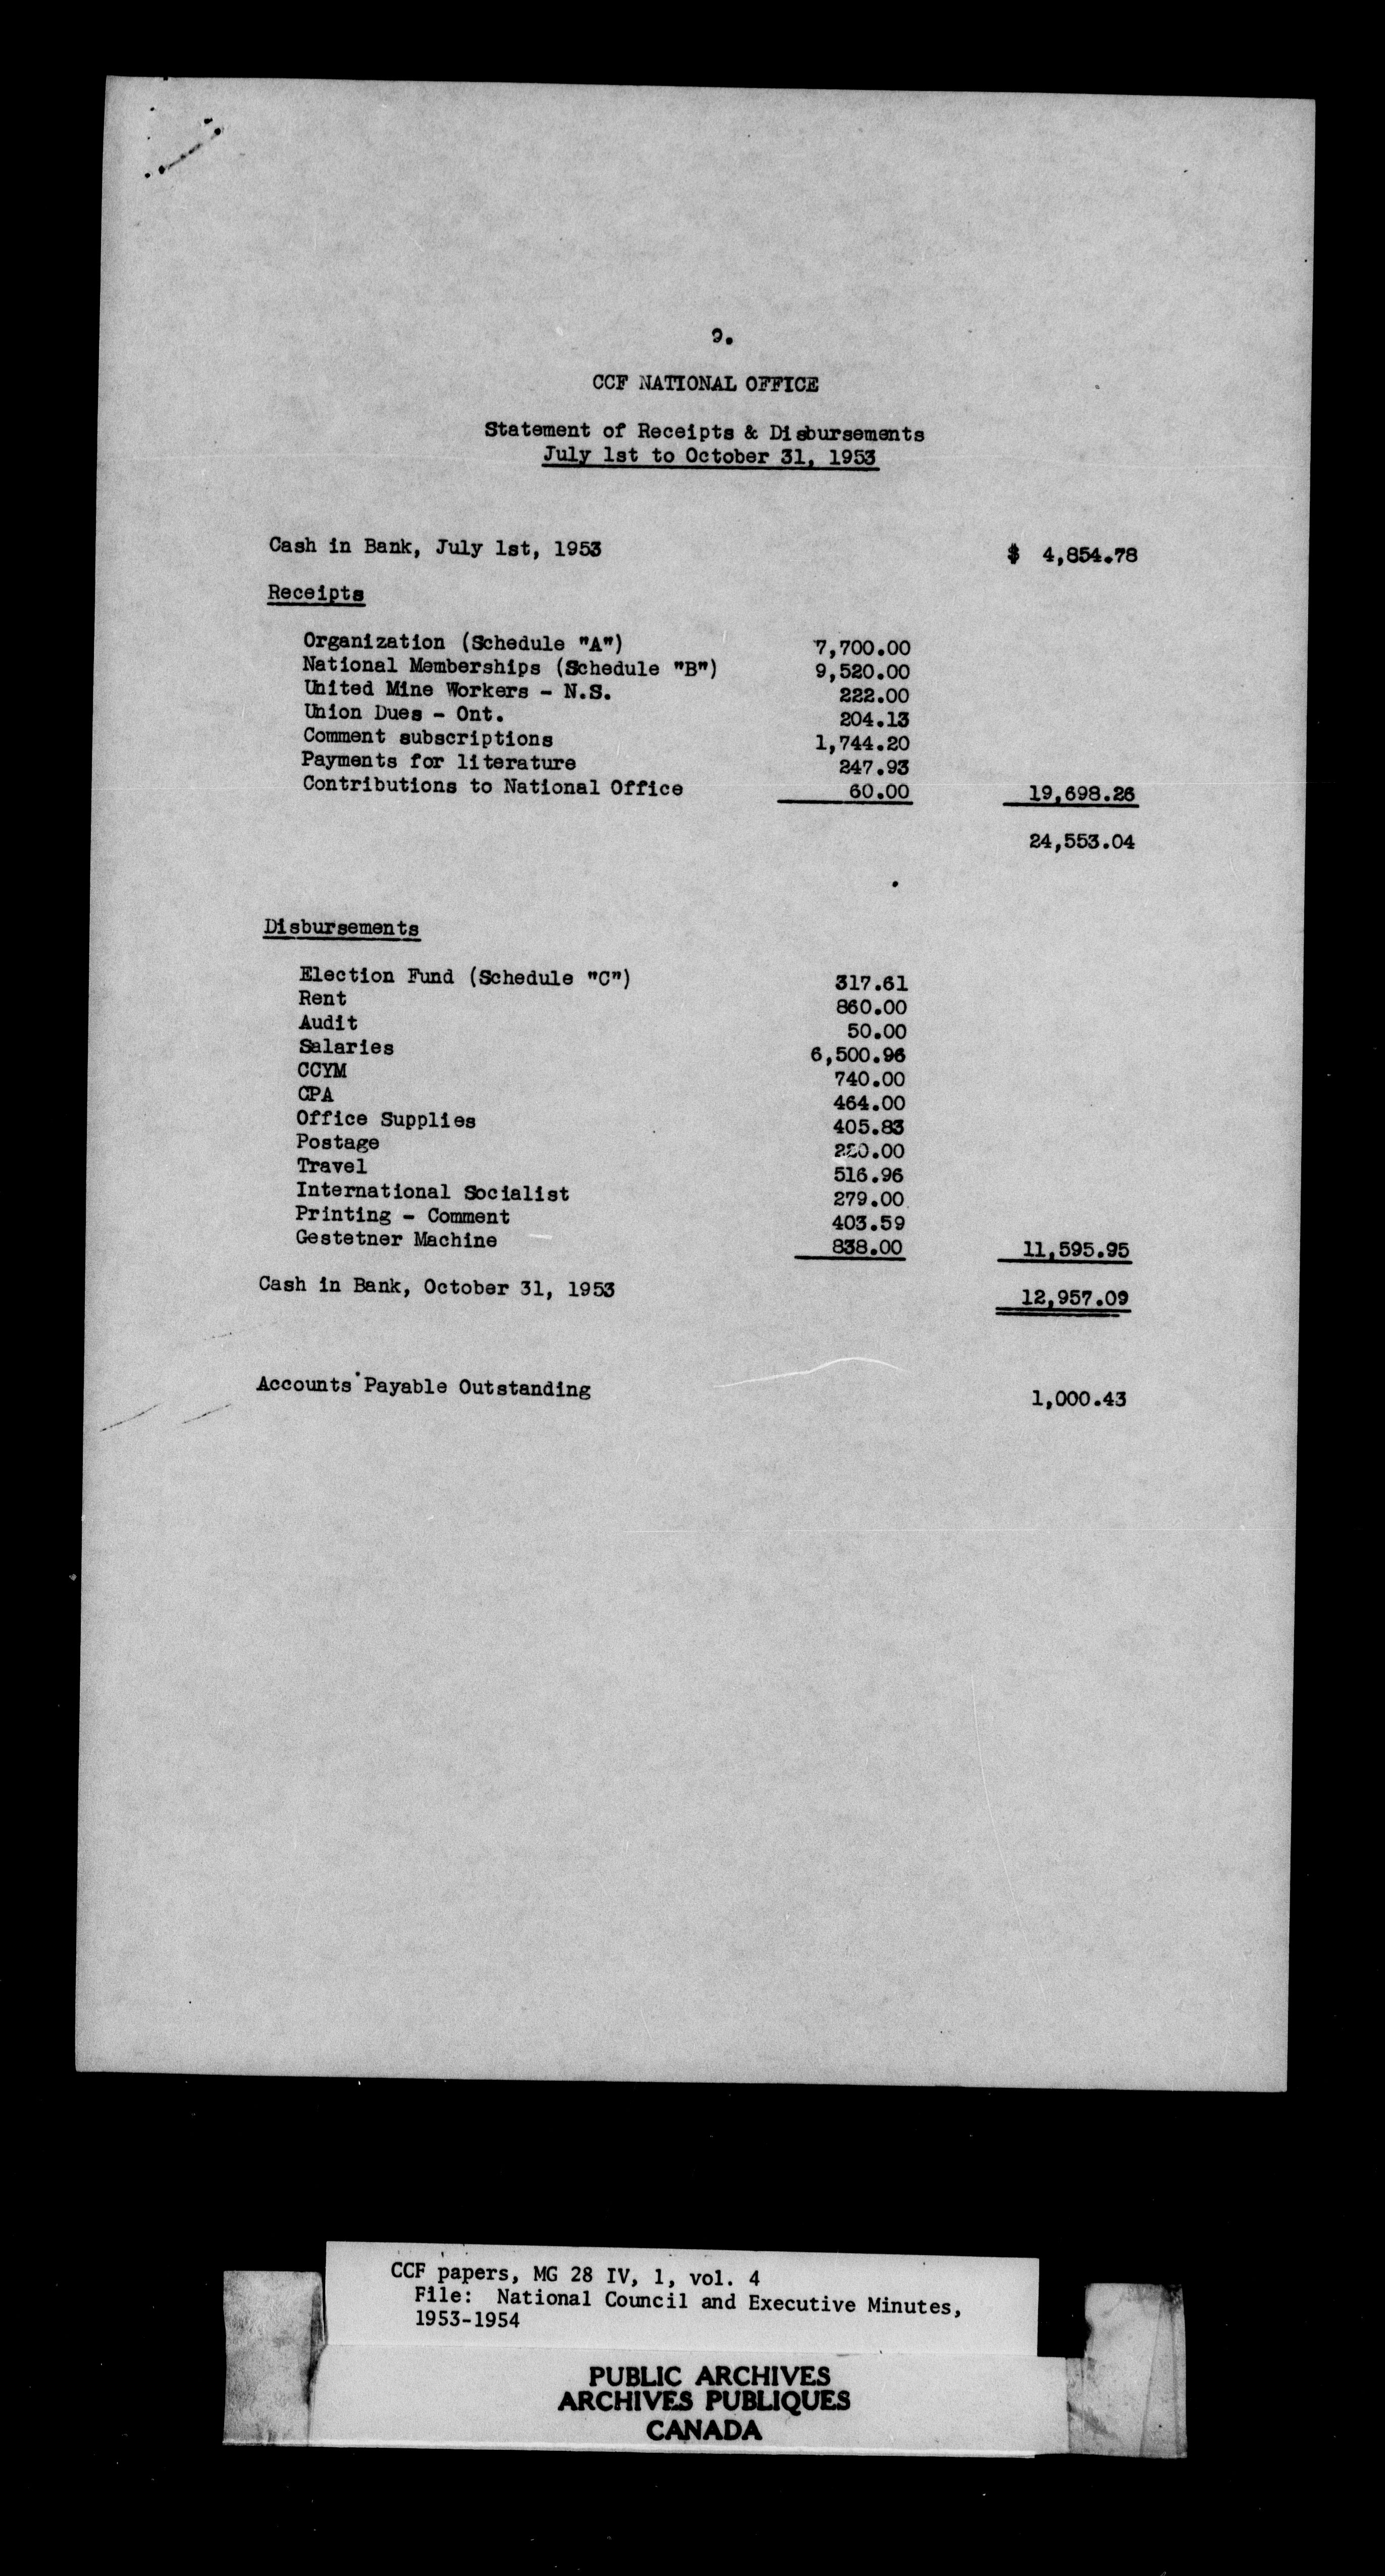 9.
CCF NATIONAL OFFICE
Statement of Receipts & Disbursements
July 1st to October 31, 1953
Cash in Bank, July 1st, 1953 $ 4,854.78
Receipts
Organization (Schedule "A") 7,700.00
National Memberships (Schedule "B") 9,520.00
United Mine Workers - N.S. 222.00
Union Dues - Ont. 204.13
Comment subscriptions 1,744.20
Payments for literature 247.93
Contributions to National Office 60.00 19,698.26
24,553.04
Disbursements
Election Fund (Schedule "C") 317.61
Rent 860.00
Audit 50.00
Salaries 6,500.96
CCYM 740.00
CPA 464.00
Office Supplies 405.83
Postage 220.00
Travel 516.96
International Socialist 279.00
Printing - Comment 403.59
Gestetner Machine 838.00 11,595.95
Cash in Bank, October 31, 1953 12,957.09
Accounts Payable Outstanding 1,000.43
CCF papers, MG 28 IV, 1, vol. 4
File: National Council and Executive Minutes,
1953-1954
PUBLIC ARCHIVES
ARCHIVES PUBLIQUES
CANADA